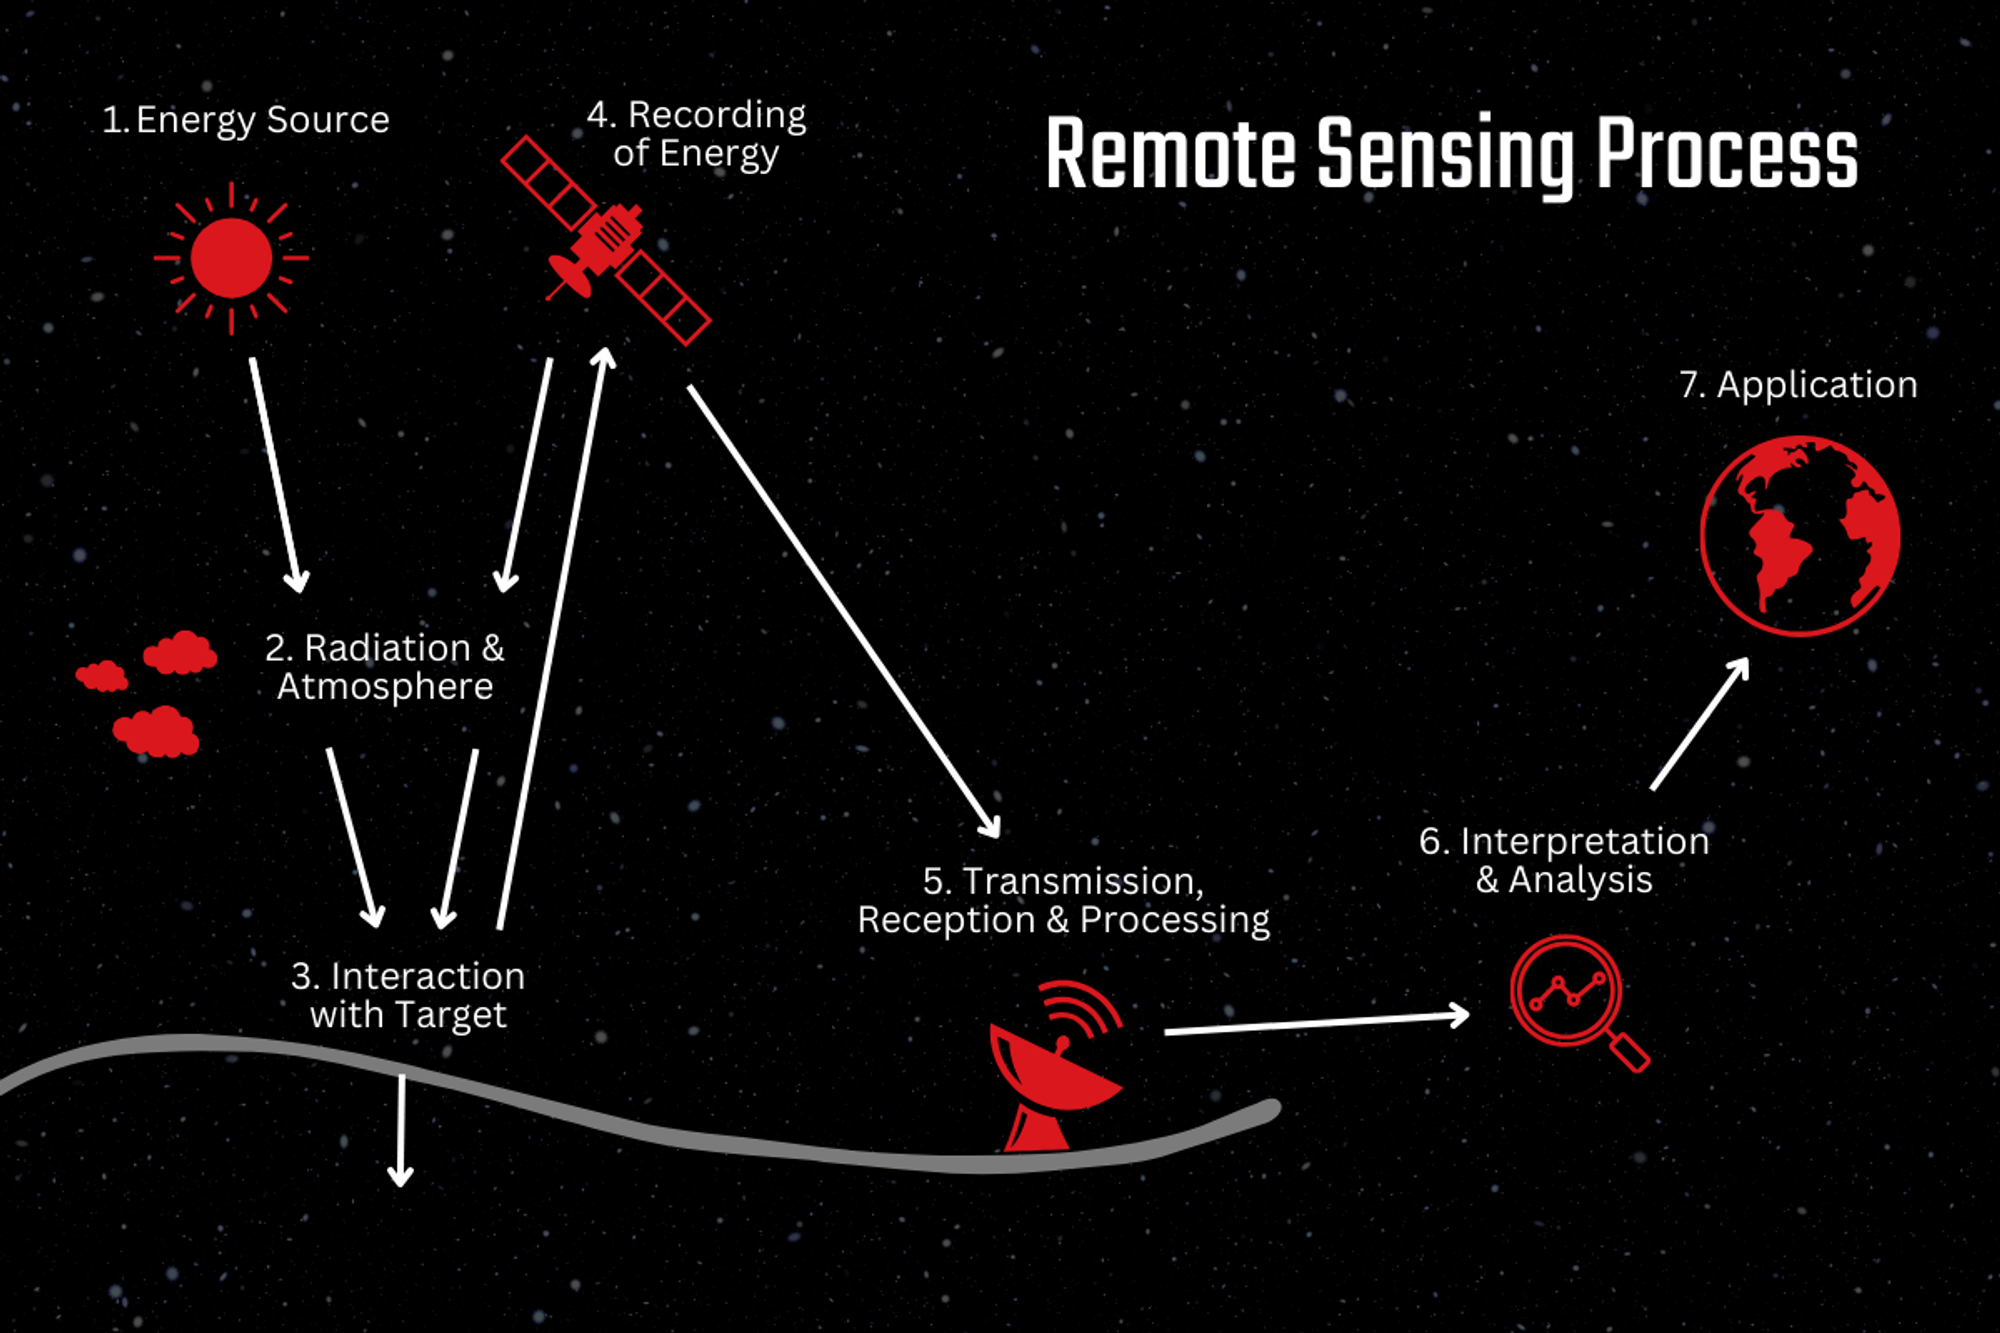 Remote Sensing Process
1. Energy Source
4. Recording
of Energy
7. Application
2. Radiation &
Atmosphere
6. Interpretation
& Analysis
5. Transmission,
Reception & Processing
3. Interaction
with Target